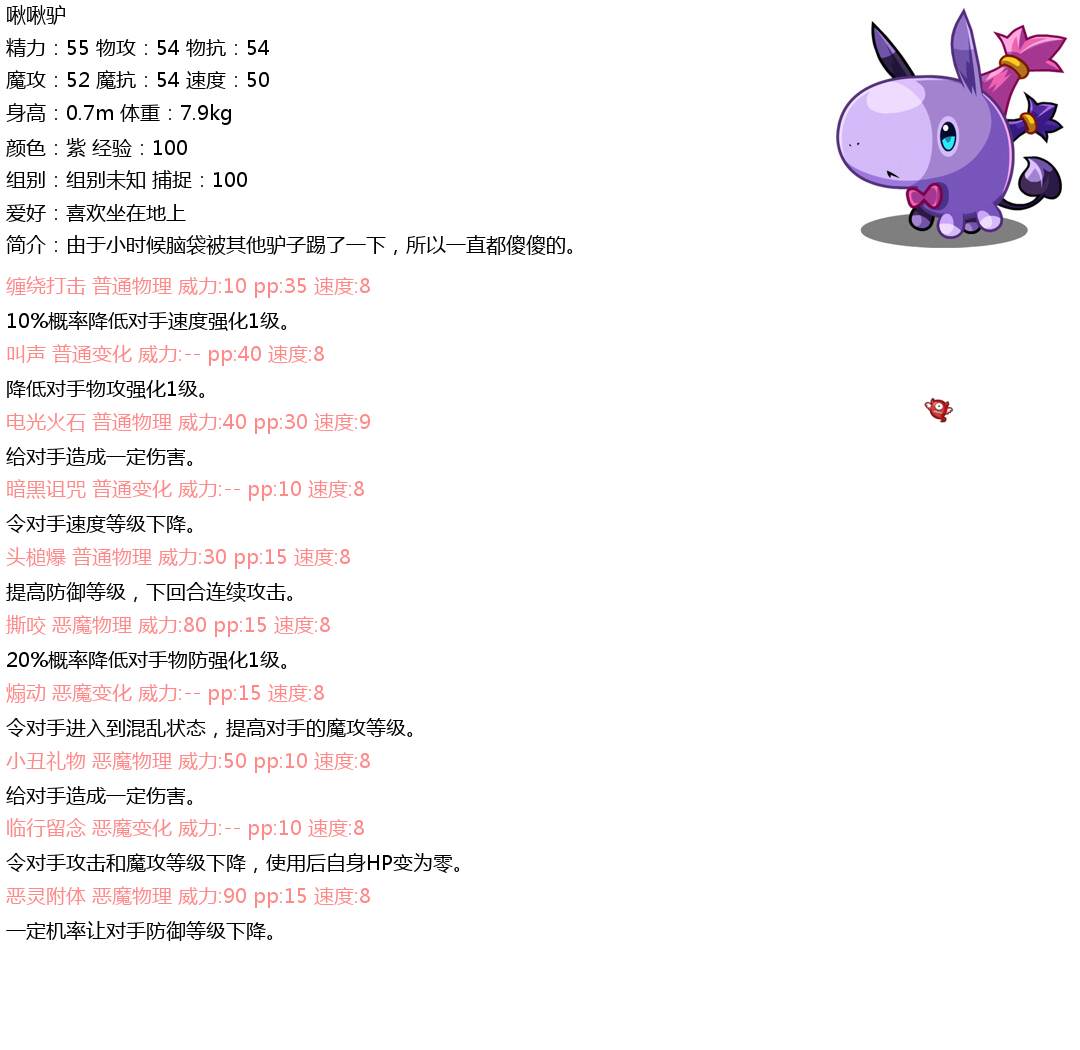 啾啾驴
精力：55 物攻：54 物抗：54
魔攻：52 魔抗：54 速度：50
身高：0.7m 体重：7.9kg
颜色：紫 经验：100
组别：组别未知 捕捉：100
爱好：喜欢坐在地上
简介：由于小时候脑袋被其他驴子踢了一下，所以一直都傻傻的。
缠绕打击 普通物理 威力:10 pp:35 速度:8
10%概率降低对手速度强化1级。
叫声 普通变化 威力:-- pp:40 速度:8
降低对手物攻强化1级。
电光火石 普通物理 威力:40 pp:30 速度:9
给对手造成一定伤害。
暗黑诅咒 普通变化 威力:-- pp:10 速度:8
令对手速度等级下降。
头槌爆 普通物理 威力:30 pp:15 速度:8
提高防御等级，下回合连续攻击。
撕咬 恶魔物理 威力:80 pp:15 速度:8
20%概率降低对手物防强化1级。
煽动 恶魔变化 威力:-- pp:15 速度:8
令对手进入到混乱状态，提高对手的魔攻等级。
小丑礼物 恶魔物理 威力:50 pp:10 速度:8
给对手造成一定伤害。
临行留念 恶魔变化 威力:-- pp:10 速度:8
令对手攻击和魔攻等级下降，使用后自身HP变为零。
恶灵附体 恶魔物理 威力:90 pp:15 速度:8
一定机率让对手防御等级下降。